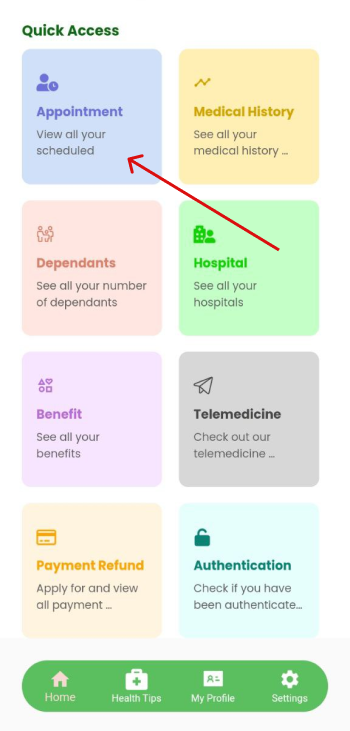 Quick Access
Appointment
View all your
scheduled
Medical History
See all your
medical history ...
Dependants
See all your number
of dependants
Hospital
See all your
hospitals
Benefit
See all your
benefits
Telemedicine
Check out our
telemedicine ...
Payment Refund
Apply for and view
all payment ...
Authentication
Check if you have
been authenticate...
Home
Health Tips
My Profile
Settings